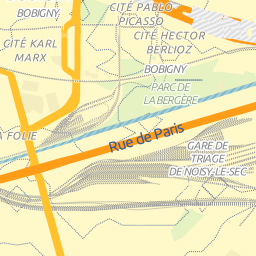 CITÉ PABLO
PICASSO
BOBIGNY
CITÉ KARL
MARX
CITÉ HECTOR
BERLIOZ
BOBIGNY
PARC DE
LA BERGÈRE
LA FOLIE
Rue de Paris
GARE DE
TRIAGE
DE NOISY-LE-SEC